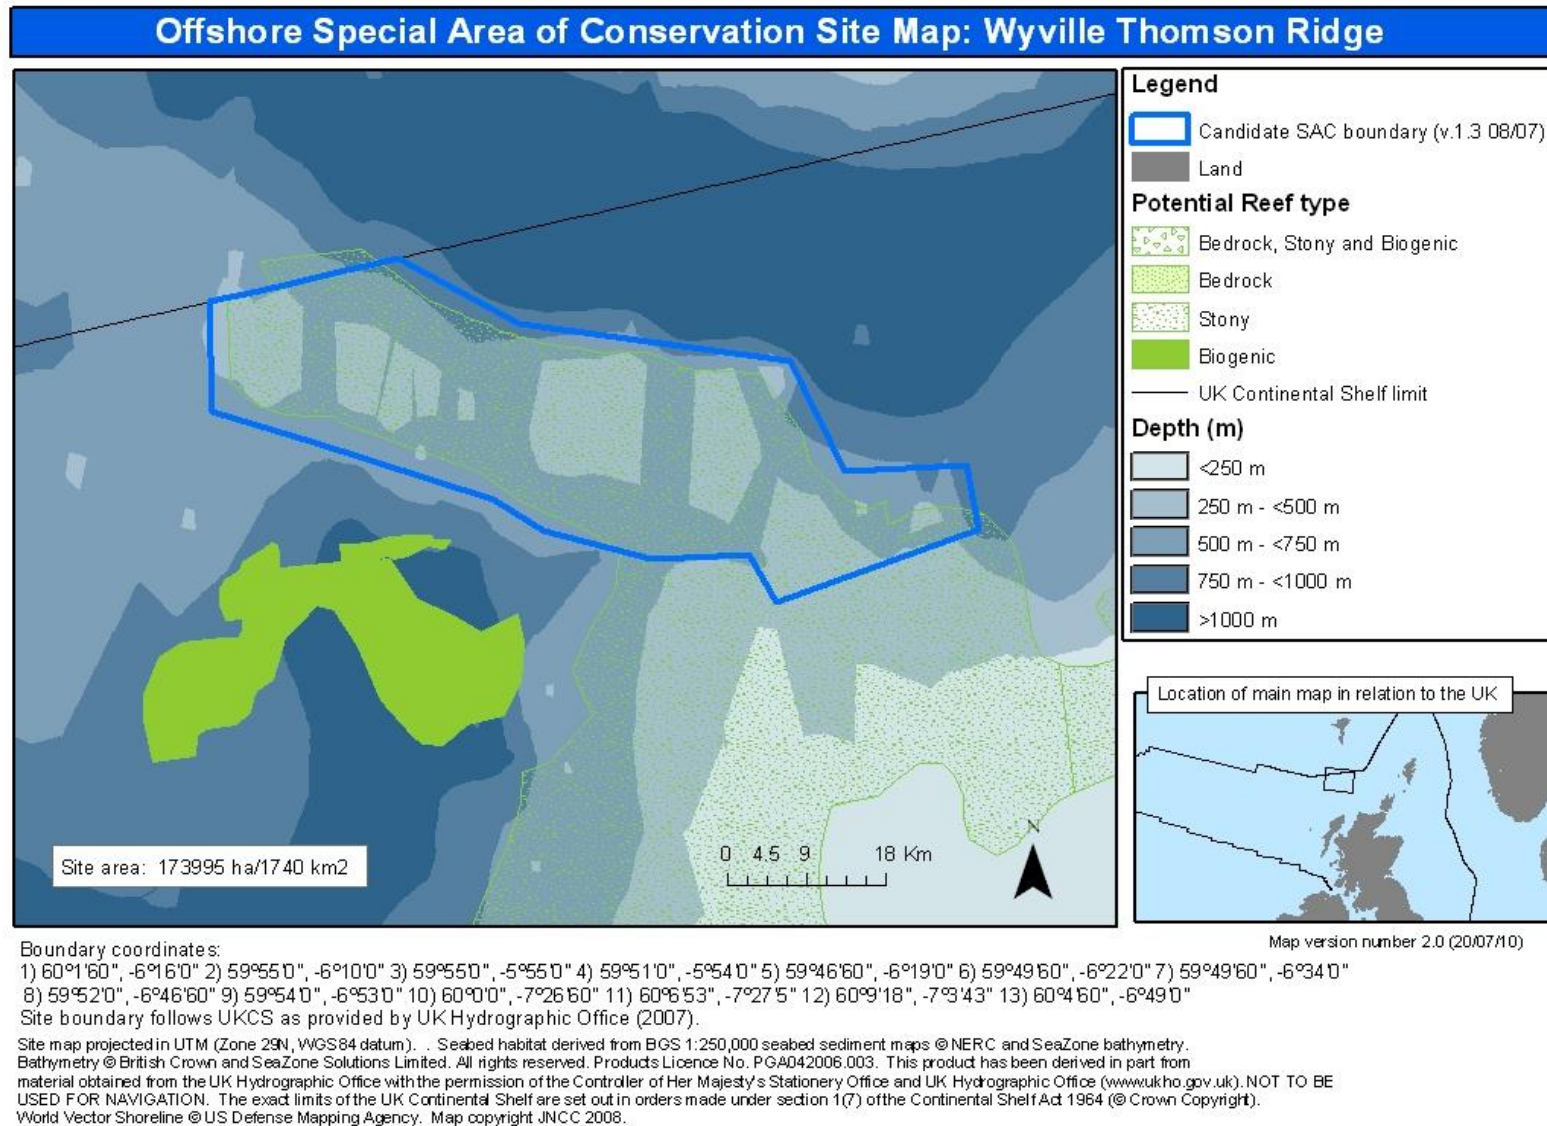 Offshore Special Area of Conservation Site Map: Wyville Thomson Ridge
Legend
Candidate SAC boundary (v.1.3 08/07)
Land
Potential Reef type
Bedrock, Stony and Biogenic
Bedrock
Stony
Biogenic
UK Continental Shelf limit
Depth (m)
<250 m
250 m - <500 m
500 m - <750 m
750 m - <1000 m
>1000 m
Location of main map in relation to the UK
Site area: 173995 ha/1740 km2
0 4.5 9 18 Km
N
Map version number 2.0 (20/07/10)
Boundary coordinates:
1) 60°1'60", -6°16'0" 2) 59°55'0", -6°10'0" 3) 59°55'0", -5°55'0" 4) 59°51'0", -5°54'0" 5) 59°46'60", -6°19'0" 6) 59°49'60", -6°22'0" 7) 59°49'60", -6°34'0"
8) 59°52'0", -6°46'60" 9) 59°54'0", -6°53'0" 10) 60°0'0", -7°26'60" 11) 60°6'53", -7°27'5" 12) 60°9'18", -7°3'43" 13) 60°4'60", -6°49'0"
Site boundary follows UKCS as provided by UK Hydrographic Office (2007).
Site map projected in UTM (Zone 29N, WGS84 datum). . Seabed habitat derived from BGS 1:250,000 seabed sediment maps © NERC and SeaZone bathymetry.
Bathymetry © British Crown and SeaZone Solutions Limited. All rights reserved. Products Licence No. PGA042006.003. This product has been derived in part from
material obtained from the UK Hydrographic Office with the permission of the Controller of Her Majesty's Stationery Office and UK Hydrographic Office (www.ukho.gov.uk). NOT TO BE
USED FOR NAVIGATION. The exact limits of the UK Continental Shelf are set out in orders made under section 1(7) of the Continental Shelf Act 1964 (© Crown Copyright).
World Vector Shoreline © US Defense Mapping Agency. Map copyright JNCC 2008.